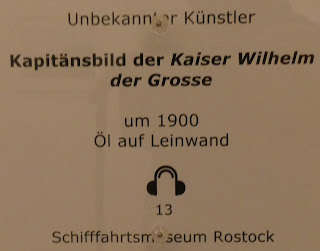 Unbekannter Künstler
Kapitänsbild der Kaiser Wilhelm
der Grosse
um 1900
Öl auf Leinwand
13
Schifffahrtsmuseum Rostock